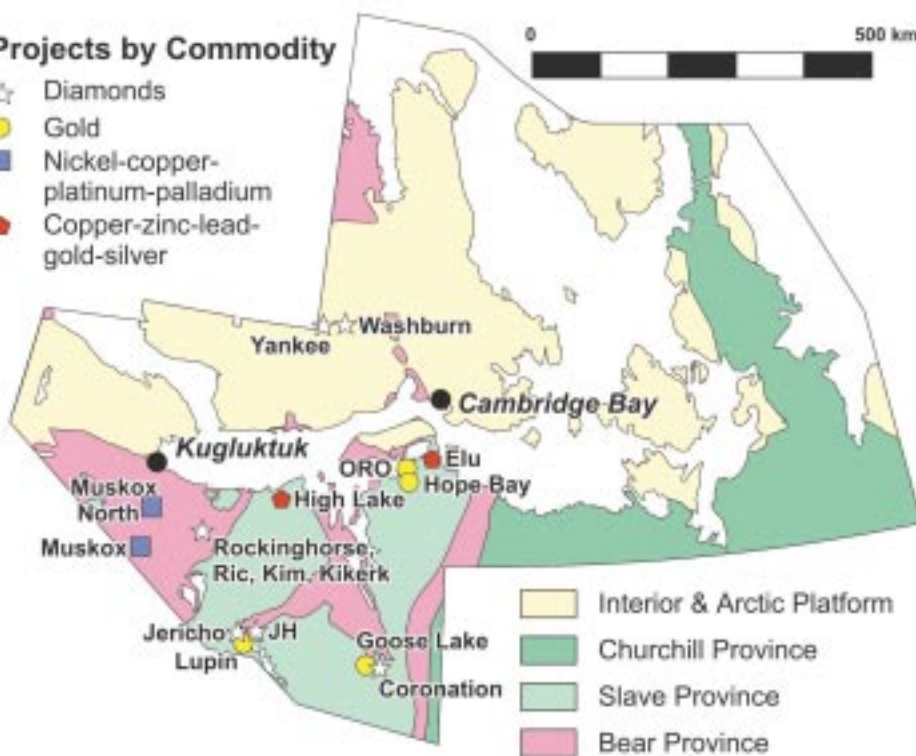 Projects by Commodity
Diamonds
Gold
Nickel-copper-
platinum-palladium
Copper-zinc-lead-
gold-silver
0 500 km
Yankee
Washburn
Cambridge Bay
Kugluktuk
ORO
Elu
Hope Bay
Muskox
North
High Lake
Muskox
Rockinghorse,
Ric, Kim, Kikerk
Jericho
JH
Lupin
Goose Lake
Coronation
Interior & Arctic Platform
Churchill Province
Slave Province
Bear Province